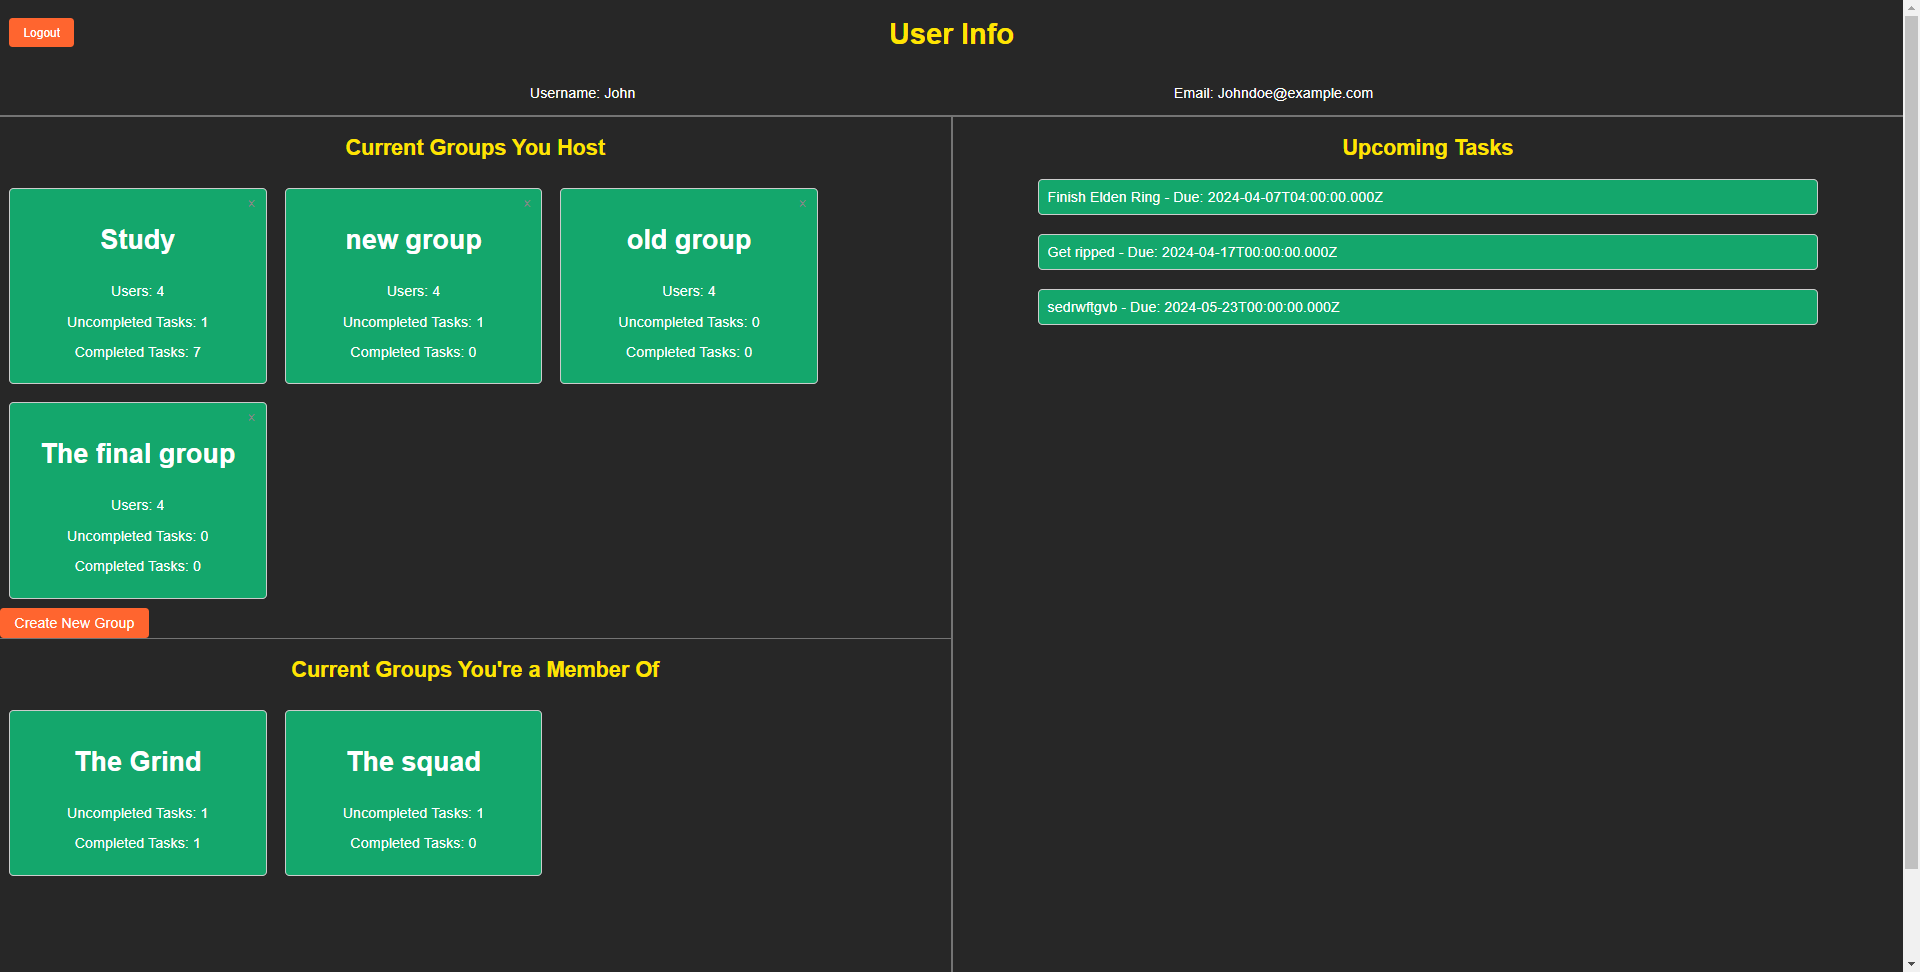 Logout
User Info
Username: John
Email: Johndoe@example.com
Current Groups You Host
x
Study
Users: 4
Uncompleted Tasks: 1
Completed Tasks: 7
x
new group
Users: 4
Uncompleted Tasks: 1
Completed Tasks: 0
x
old group
Users: 4
Uncompleted Tasks: 0
Completed Tasks: 0
x
The final group
Users: 4
Uncompleted Tasks: 0
Completed Tasks: 0
Create New Group
Current Groups You're a Member Of
The Grind
Uncompleted Tasks: 1
Completed Tasks: 1
The squad
Uncompleted Tasks: 1
Completed Tasks: 0
Upcoming Tasks
Finish Elden Ring - Due: 2024-04-07T04:00:00.000Z
Get ripped - Due: 2024-04-17T00:00:00.000Z
sedrwftgvb - Due: 2024-05-23T00:00:00.000Z